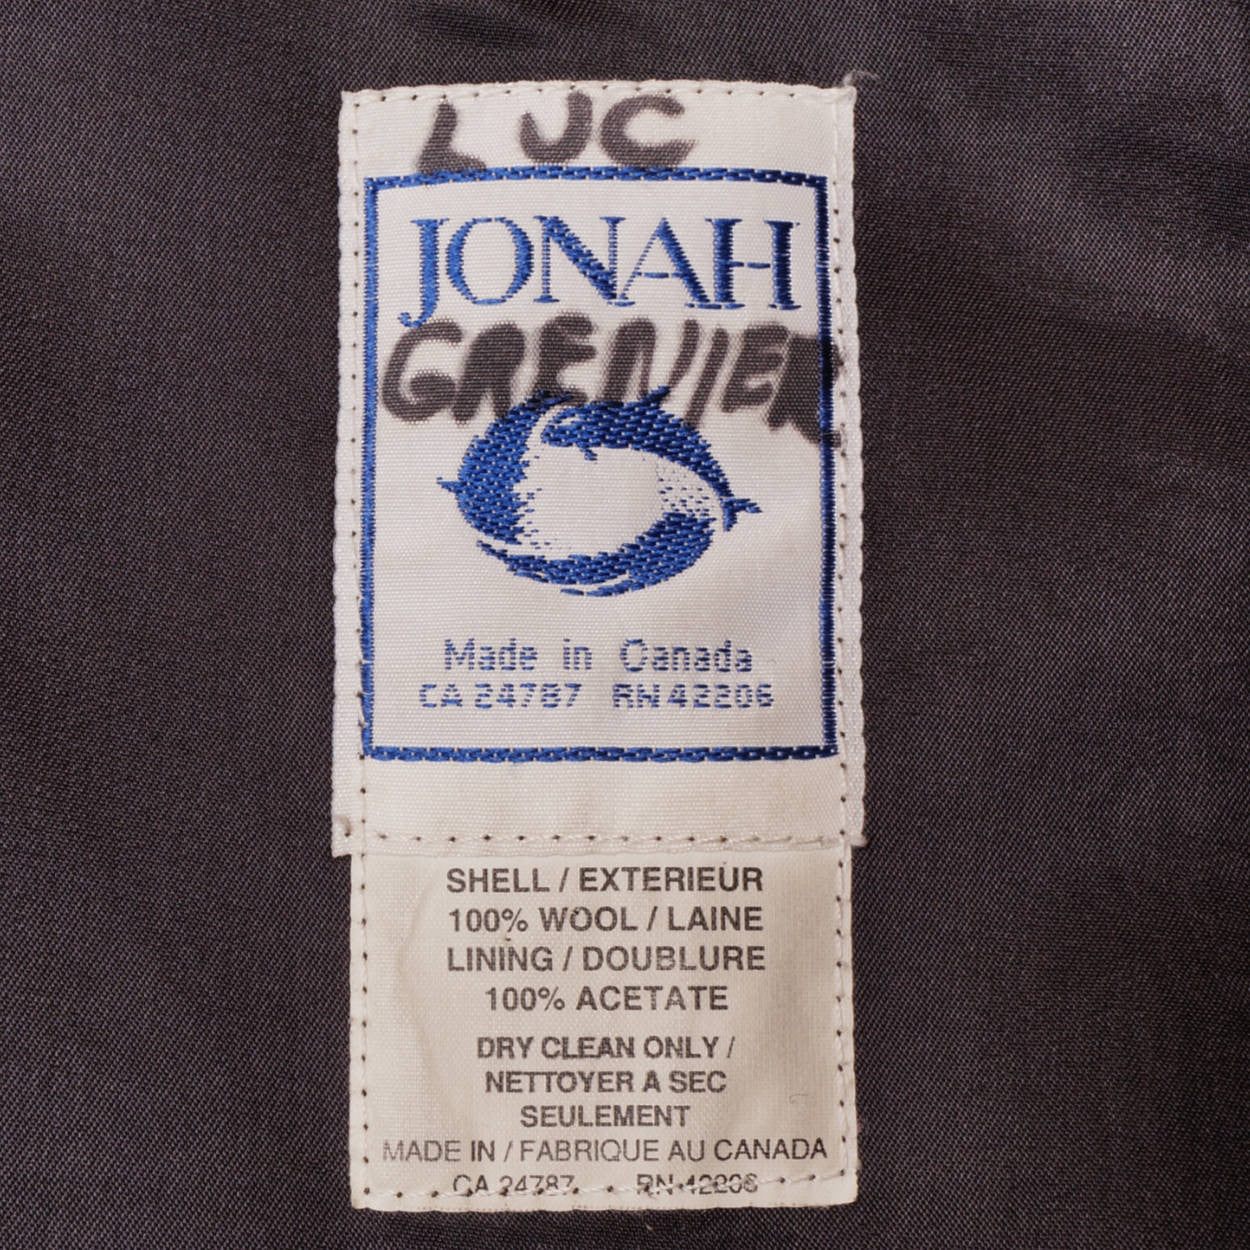 LUC
JONAH
GRENIER
Made in Canada
CA 24787 RN 42206
SHELL / EXTERIEUR
100% WOOL / LAINE
LINING / DOUBLURE
100% ACETATE
DRY CLEAN ONLY /
NETTOYER A SEC
SEULEMENT
MADE IN / FABRIQUE AU CANADA
CA 24787 RN 42206